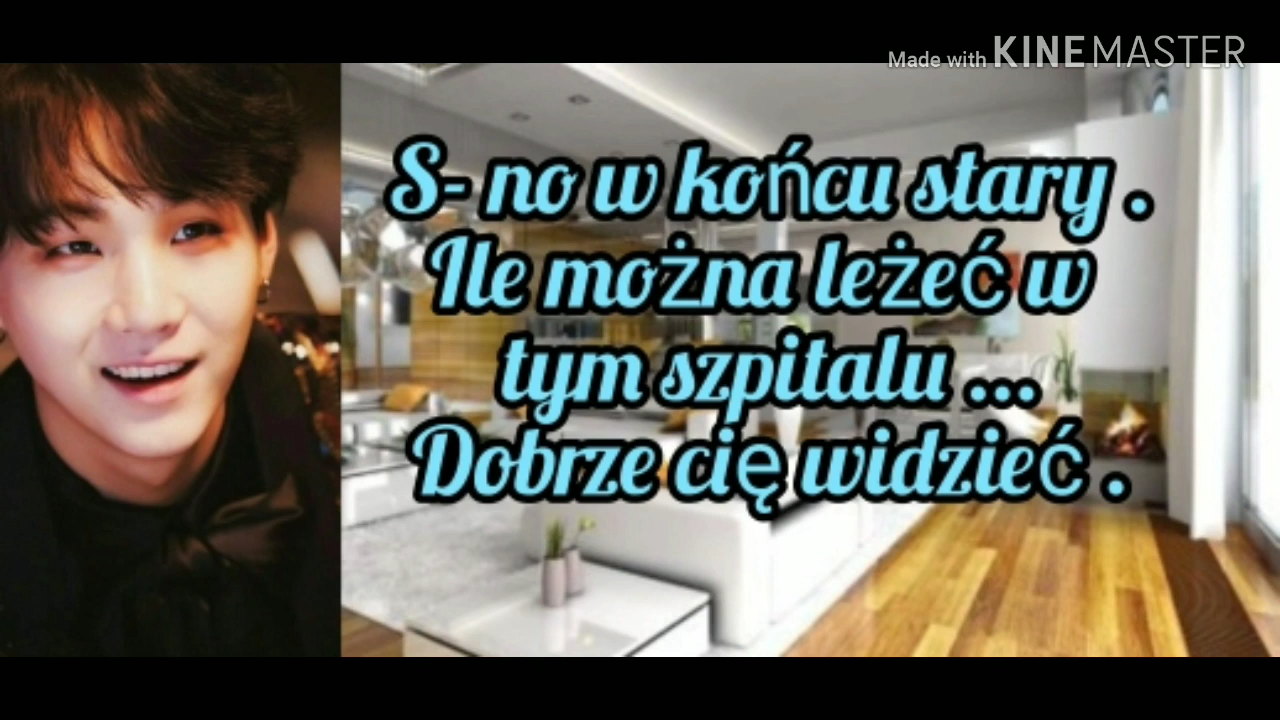 Made with KINEMASTER
S- no w końcu stary .
Ile można leżeć w
tym szpitalu ...
Dobrze cię widzieć .